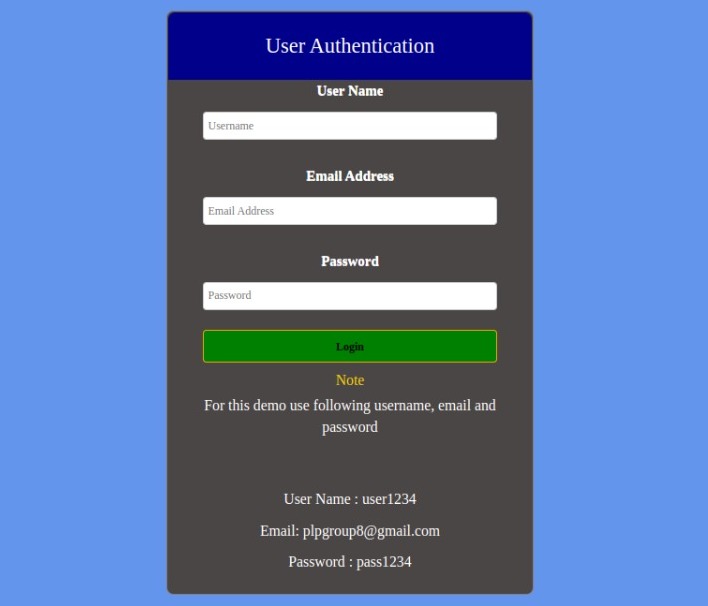 User Authentication
User Name
Username
Email Address
Email Address
Password
Password
Login
Note
For this demo use following username, email and
password
User Name : user1234
Email: plpgroup8@gmail.com
Password : pass1234